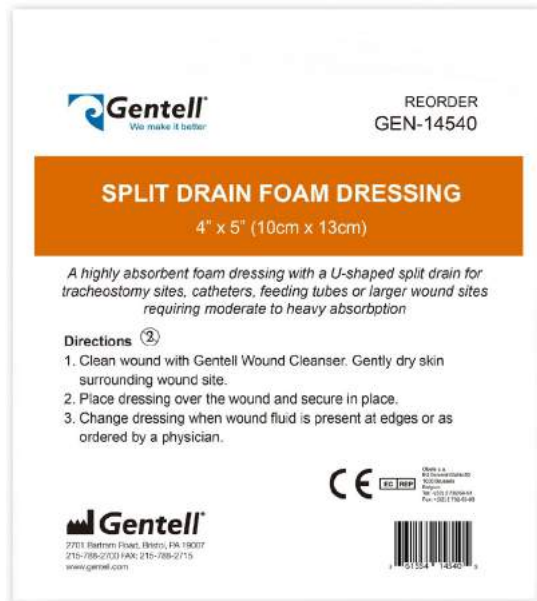 Gentell®
We make it better
REORDER
GEN-14540
SPLIT DRAIN FOAM DRESSING
4" x 5" (10cm x 13cm)
A highly absorbent foam dressing with a U-shaped split drain for
tracheostomy sites, catheters, feeding tubes or larger wound sites
requiring moderate to heavy absorbption
Directions ②
1. Clean wound with Gentell Wound Cleanser. Gently dry skin
surrounding wound site.
2. Place dressing over the wound and secure in place.
3. Change dressing when wound fluid is present at edges or as
ordered by a physician.
CE EC REP
Gentell®
2701 Bartram Road, Bristol, PA 19007
215-788-2700 FAX: 215-788-2715
www.gentell.com
14540